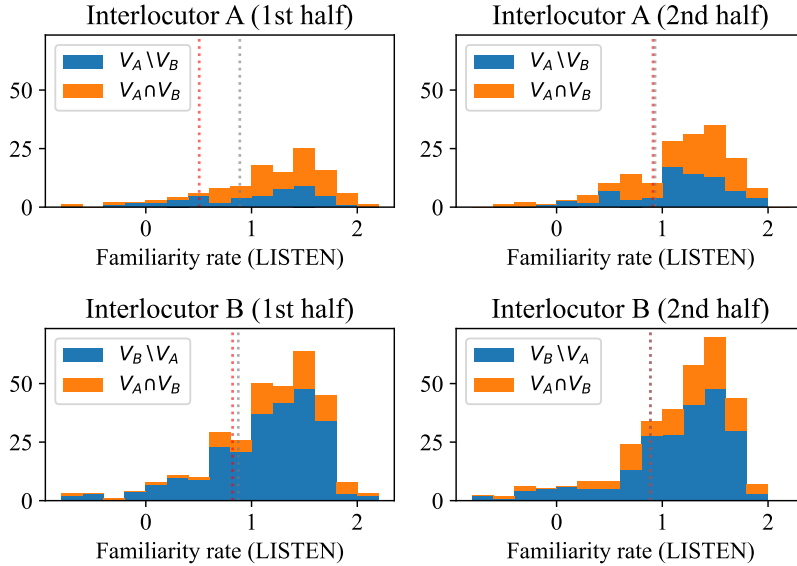 Interlocutor A (1st half)
V_A \ V_B
V_A ∩ V_B
50
25
0
0
1
2
Familiarity rate (LISTEN)
Interlocutor A (2nd half)
V_A \ V_B
V_A ∩ V_B
50
25
0
0
1
2
Familiarity rate (LISTEN)
Interlocutor B (1st half)
V_B \ V_A
V_A ∩ V_B
50
25
0
0
1
2
Familiarity rate (LISTEN)
Interlocutor B (2nd half)
V_B \ V_A
V_A ∩ V_B
50
25
0
0
1
2
Familiarity rate (LISTEN)